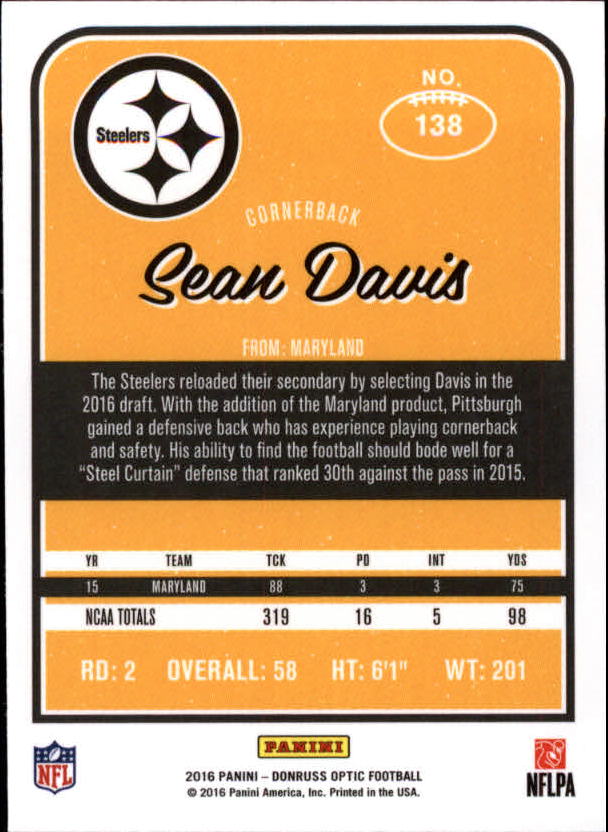 Steelers
NO.
138
CORNERBACK
Sean Davis
FROM: MARYLAND
The Steelers reloaded their secondary by selecting Davis in the
2016 draft. With the addition of the Maryland product, Pittsburgh
gained a defensive back who has experience playing cornerback
and safety. His ability to find the football should bode well for a
“Steel Curtain” defense that ranked 30th against the pass in 2015.
YR TEAM TCK PD INT YDS
15 MARYLAND 88 3 3 75
NCAA TOTALS 319 16 5 98
RD: 2 OVERALL: 58 HT: 6'1" WT: 201
PANINI
NFL
2016 PANINI – DONRUSS OPTIC FOOTBALL
© 2016 Panini America, Inc. Printed in the USA.
NFLPA